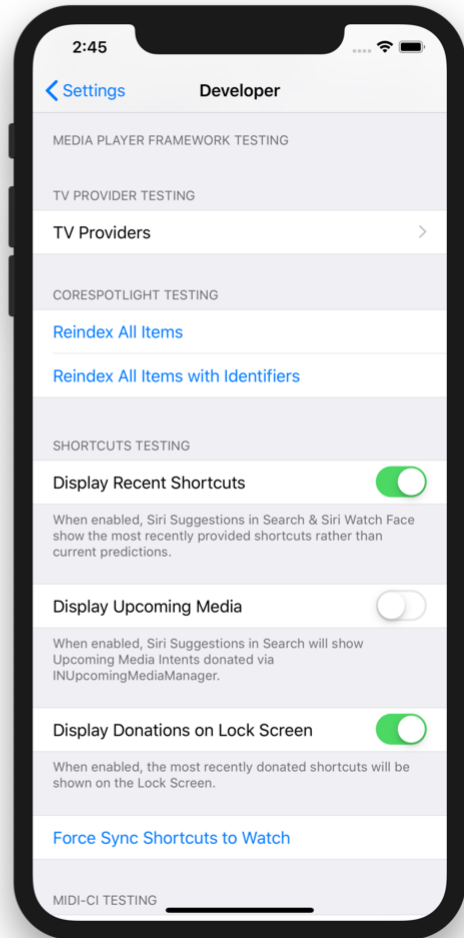 2:45
Settings
Developer
MEDIA PLAYER FRAMEWORK TESTING
TV PROVIDER TESTING
TV Providers
CORESPOTLIGHT TESTING
Reindex All Items
Reindex All Items with Identifiers
SHORTCUTS TESTING
Display Recent Shortcuts
When enabled, Siri Suggestions in Search & Siri Watch Face
show the most recently provided shortcuts rather than
current predictions.
Display Upcoming Media
When enabled, Siri Suggestions in Search will show
Upcoming Media Intents donated via
INUpcomingMediaManager.
Display Donations on Lock Screen
When enabled, the most recently donated shortcuts will be
shown on the Lock Screen.
Force Sync Shortcuts to Watch
MIDI-CI TESTING